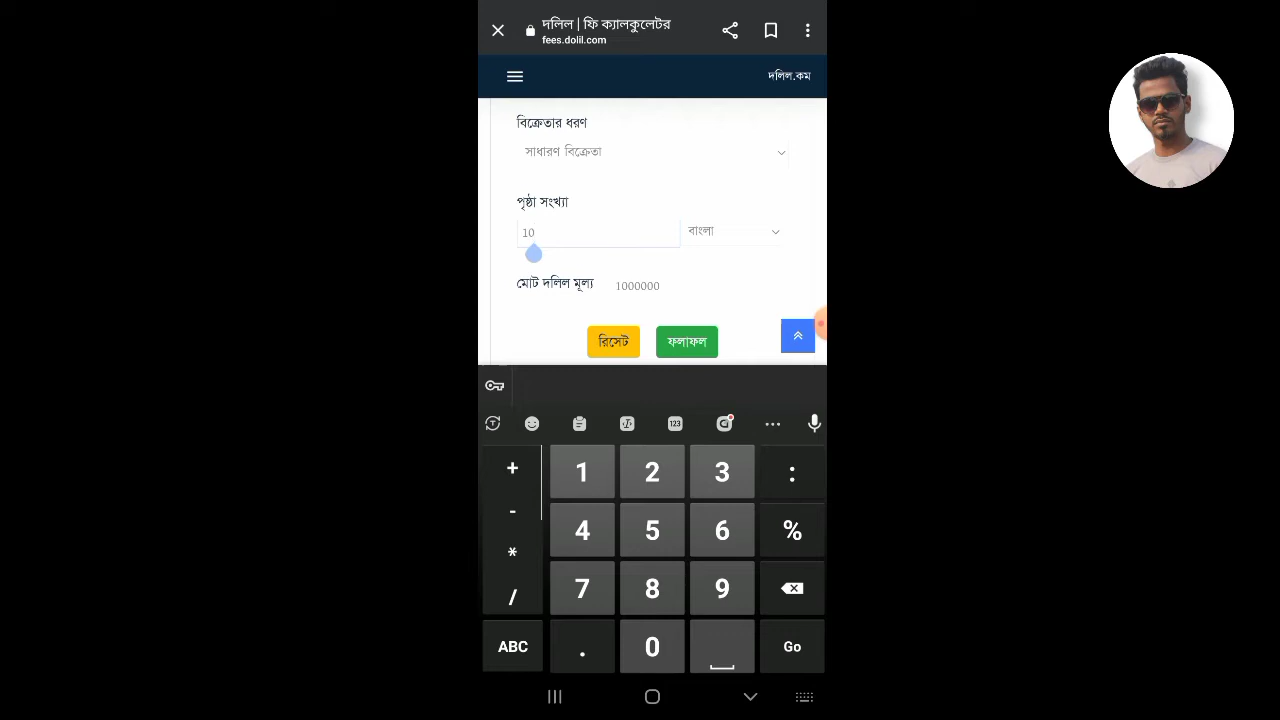 দলিল | ফি ক্যালকুলেটর
fees.dolil.com
দলিল.কম
বিক্রেতার ধরণ
সাধারণ বিক্রেতা
পৃষ্ঠা সংখ্যা
10 বাংলা
মোট দলিল মূল্য 1000000
রিসেট ফলাফল
123
+ 1 2 3 :
- 4 5 6 %
*
/ 7 8 9
ABC . 0 Go